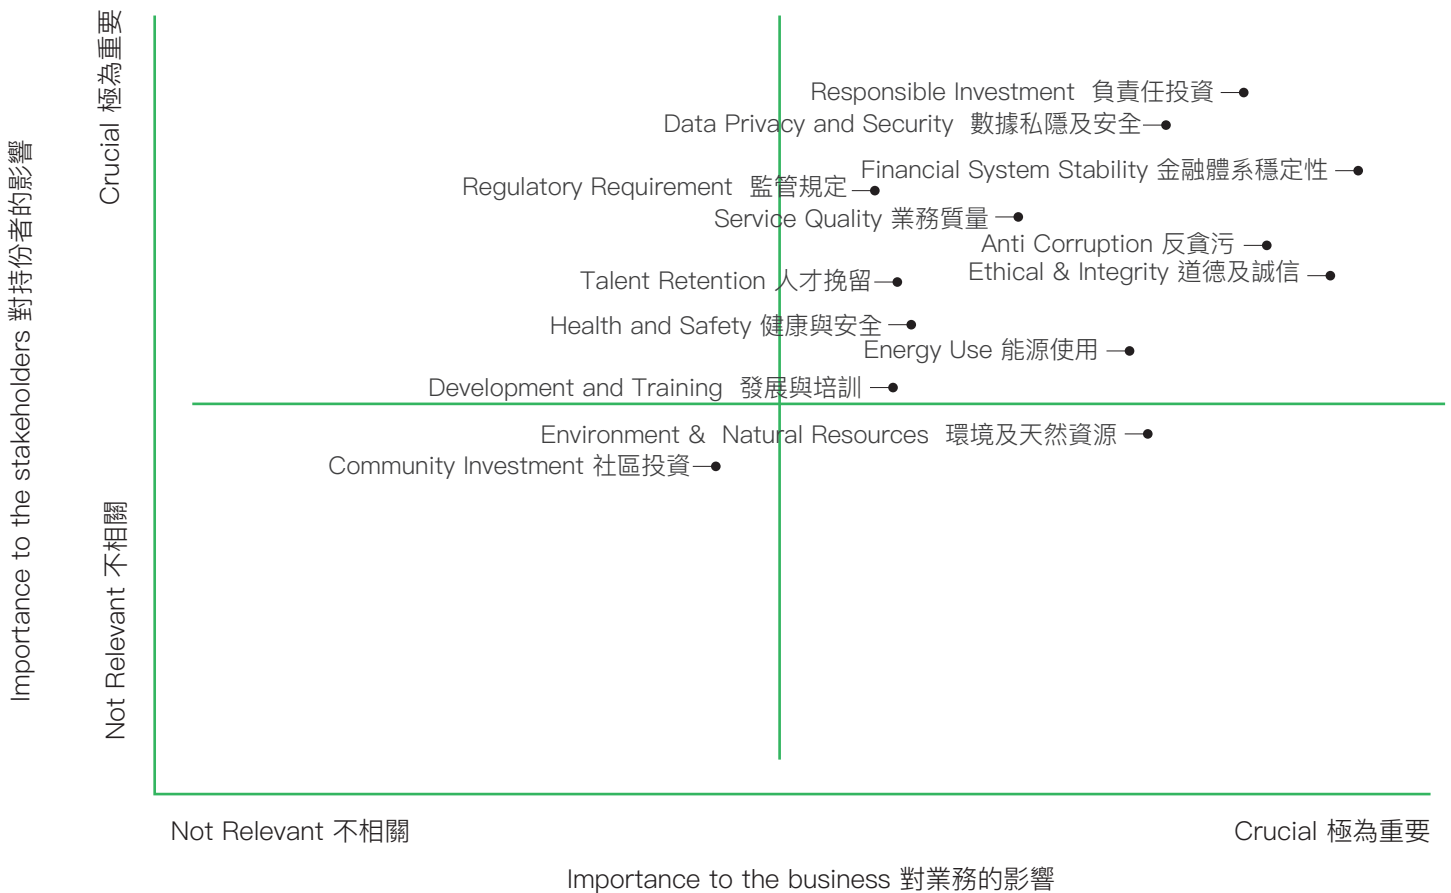 Importance to the stakeholders 對持份者的影響
Crucial 極為重要
Not Relevant 不相關
Responsible Investment 負責任投資
Data Privacy and Security 數據私隱及安全
Financial System Stability 金融體系穩定性
Regulatory Requirement 監管規定
Service Quality 業務質量
Anti Corruption 反貪污
Ethical & Integrity 道德及誠信
Talent Retention 人才挽留
Health and Safety 健康與安全
Energy Use 能源使用
Development and Training 發展與培訓
Environment & Natural Resources 環境及天然資源
Community Investment 社區投資
Not Relevant 不相關
Crucial 極為重要
Importance to the business 對業務的影響